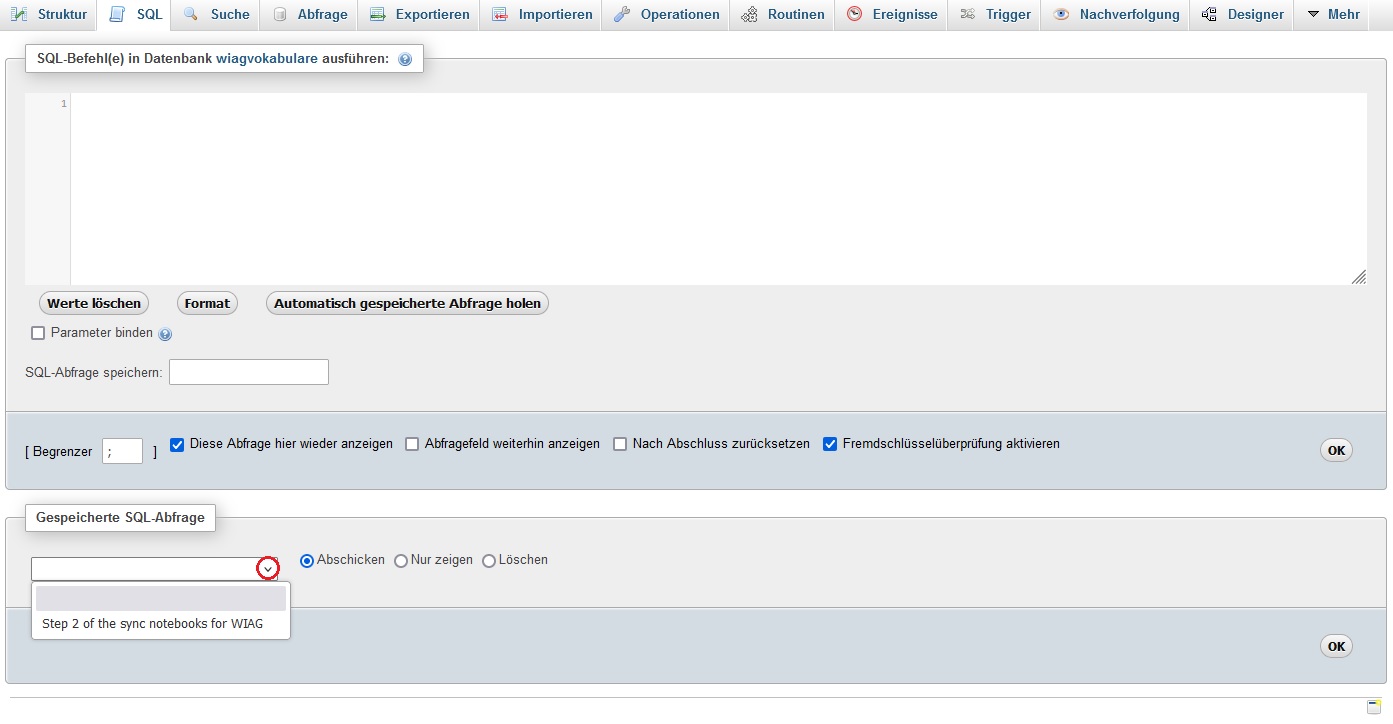 Struktur SQL Suche Abfrage Exportieren Importieren Operationen Routinen Ereignisse Trigger Nachverfolgung Designer Mehr
SQL-Befehl(e) in Datenbank wiagvokabulare ausführen:
1
Werte löschen Format Automatisch gespeicherte Abfrage holen
Parameter binden
SQL-Abfrage speichern:
[ Begrenzer ; ] Diese Abfrage hier wieder anzeigen Abfragefeld weiterhin anzeigen Nach Abschluss zurücksetzen Fremdschlüsselüberprüfung aktivieren OK
Gespeicherte SQL-Abfrage
Abschicken Nur zeigen Löschen
Step 2 of the sync notebooks for WIAG
OK